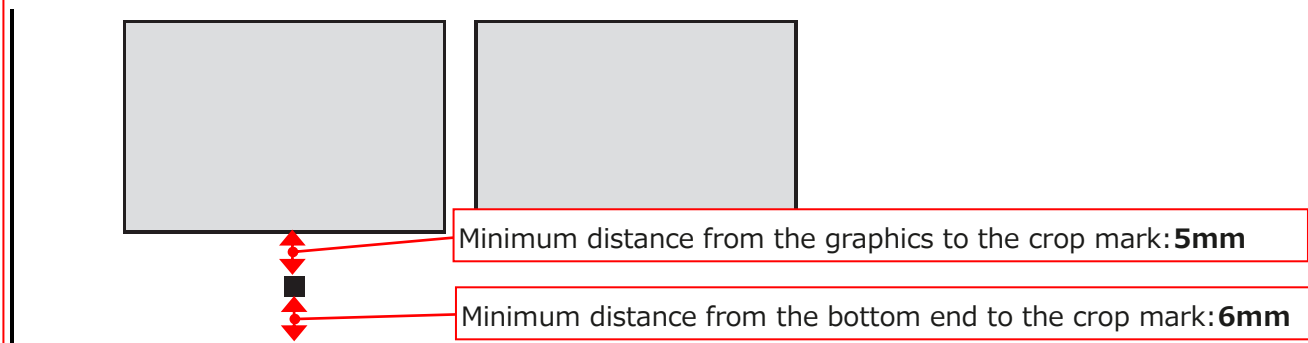 Minimum distance from the graphics to the crop mark:5mm
Minimum distance from the bottom end to the crop mark:6mm